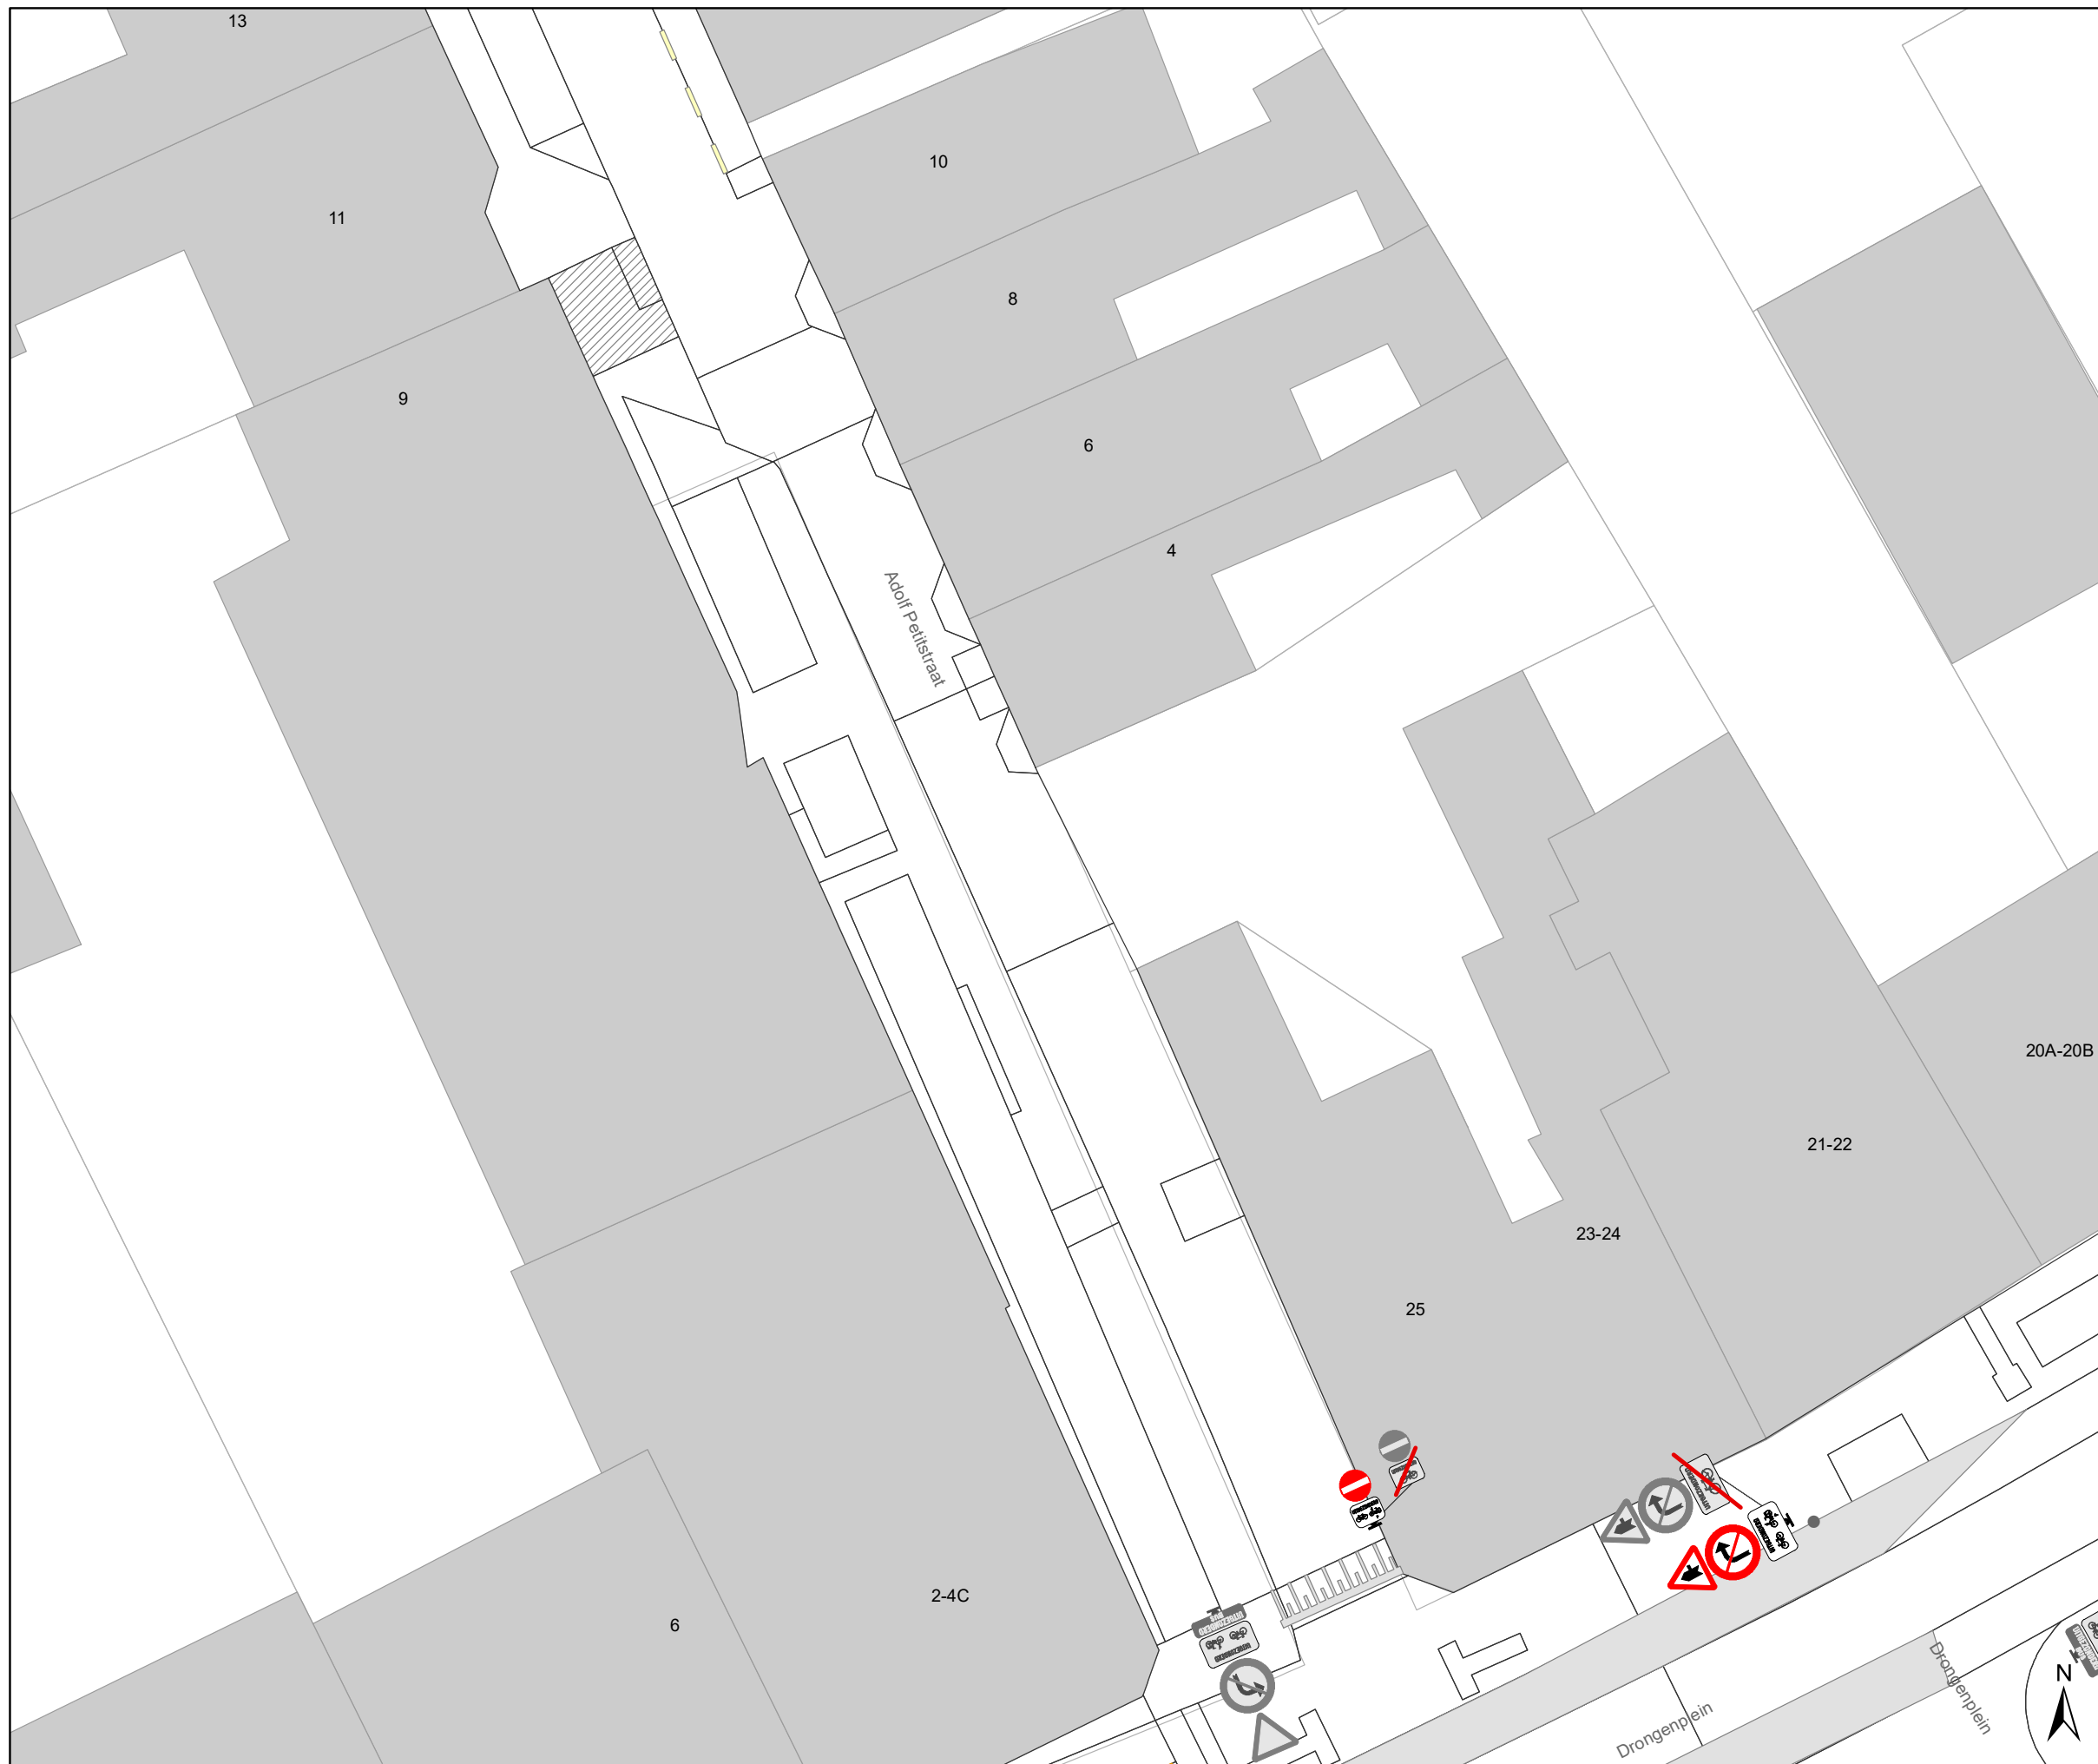 13
10
11
8
9
6
4
Adolf Petitstraat
20A-20B
21-22
23-24
25
2-4C
6
Drongenplein
Drongenplein
N